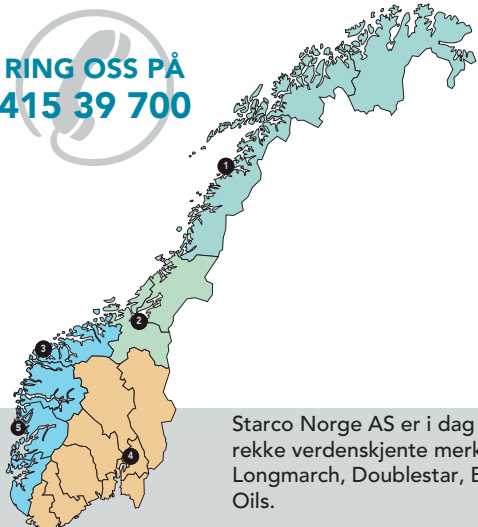 RING OSS PÅ
415 39 700
1
2
3
5
4
Starco Norge AS er i dag
rekke verdenskjente merk
Longmarch, Doublestar,
Oils.